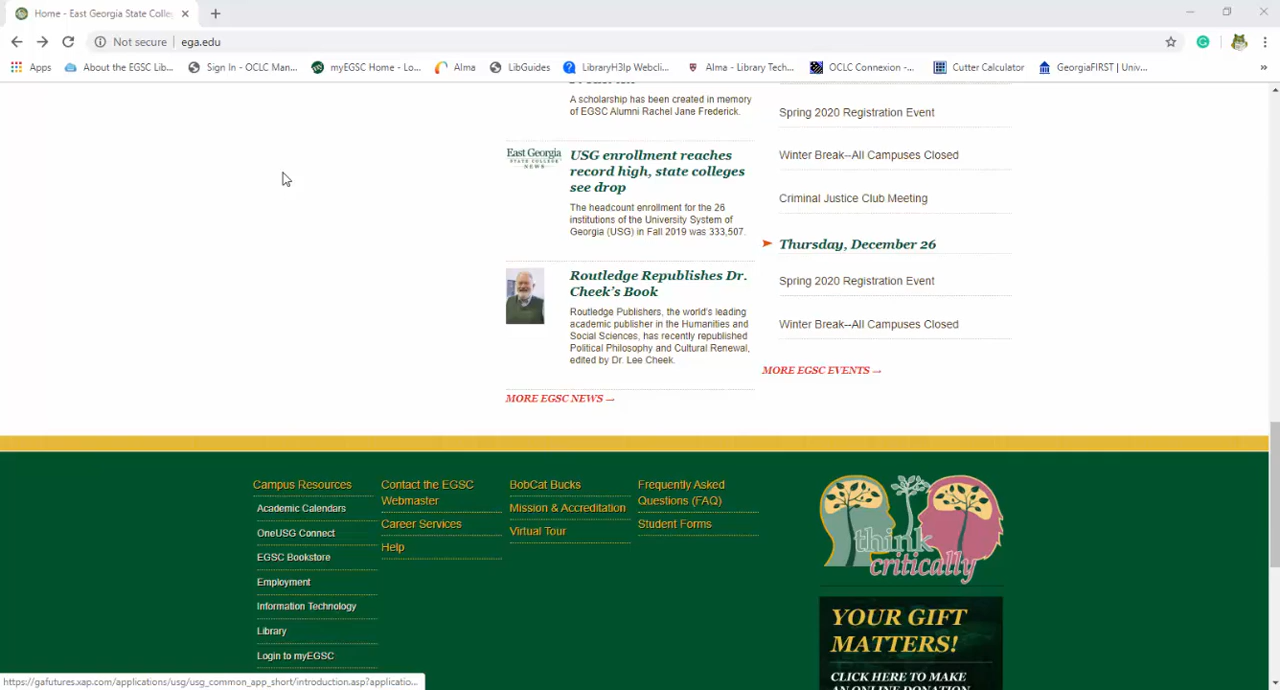 Home - East Georgia State Colle
Not secure
ega.edu
Apps
About the EGSC Lib...
Sign In - OCLC Man...
myEGSC Home - Lo...
Alma
LibGuides
LibraryH3lp Webcli...
Alma - Library Tech...
OCLC Connexion -...
Cutter Calculator
GeorgiaFIRST | Univ...
»
A scholarship has been created in memory
of EGSC Alumni Rachel Jane Frederick.
East Georgia
STATE COLLEGE
NEWS
USG enrollment reaches
record high, state colleges
see drop
The headcount enrollment for the 26
institutions of the University System of
Georgia (USG) in Fall 2019 was 333,507.
Routledge Republishes Dr.
Cheek's Book
Routledge Publishers, the world's leading
academic publisher in the Humanities and
Social Sciences, has recently republished
Political Philosophy and Cultural Renewal,
edited by Dr. Lee Cheek.
MORE EGSC NEWS →
Spring 2020 Registration Event
Winter Break--All Campuses Closed
Criminal Justice Club Meeting
Thursday, December 26
Spring 2020 Registration Event
Winter Break--All Campuses Closed
MORE EGSC EVENTS →
Campus Resources
Academic Calendars
OneUSG Connect
EGSC Bookstore
Employment
Information Technology
Library
Login to myEGSC
Contact the EGSC
Webmaster
Career Services
Help
BobCat Bucks
Mission & Accreditation
Virtual Tour
Frequently Asked
Questions (FAQ)
Student Forms
think
critically
YOUR GIFT
MATTERS!
CLICK HERE TO MAKE
AN ONLINE DONATION
https://gafutures.xap.com/applications/usg/usg_common_app_short/introduction.asp?applicatio...